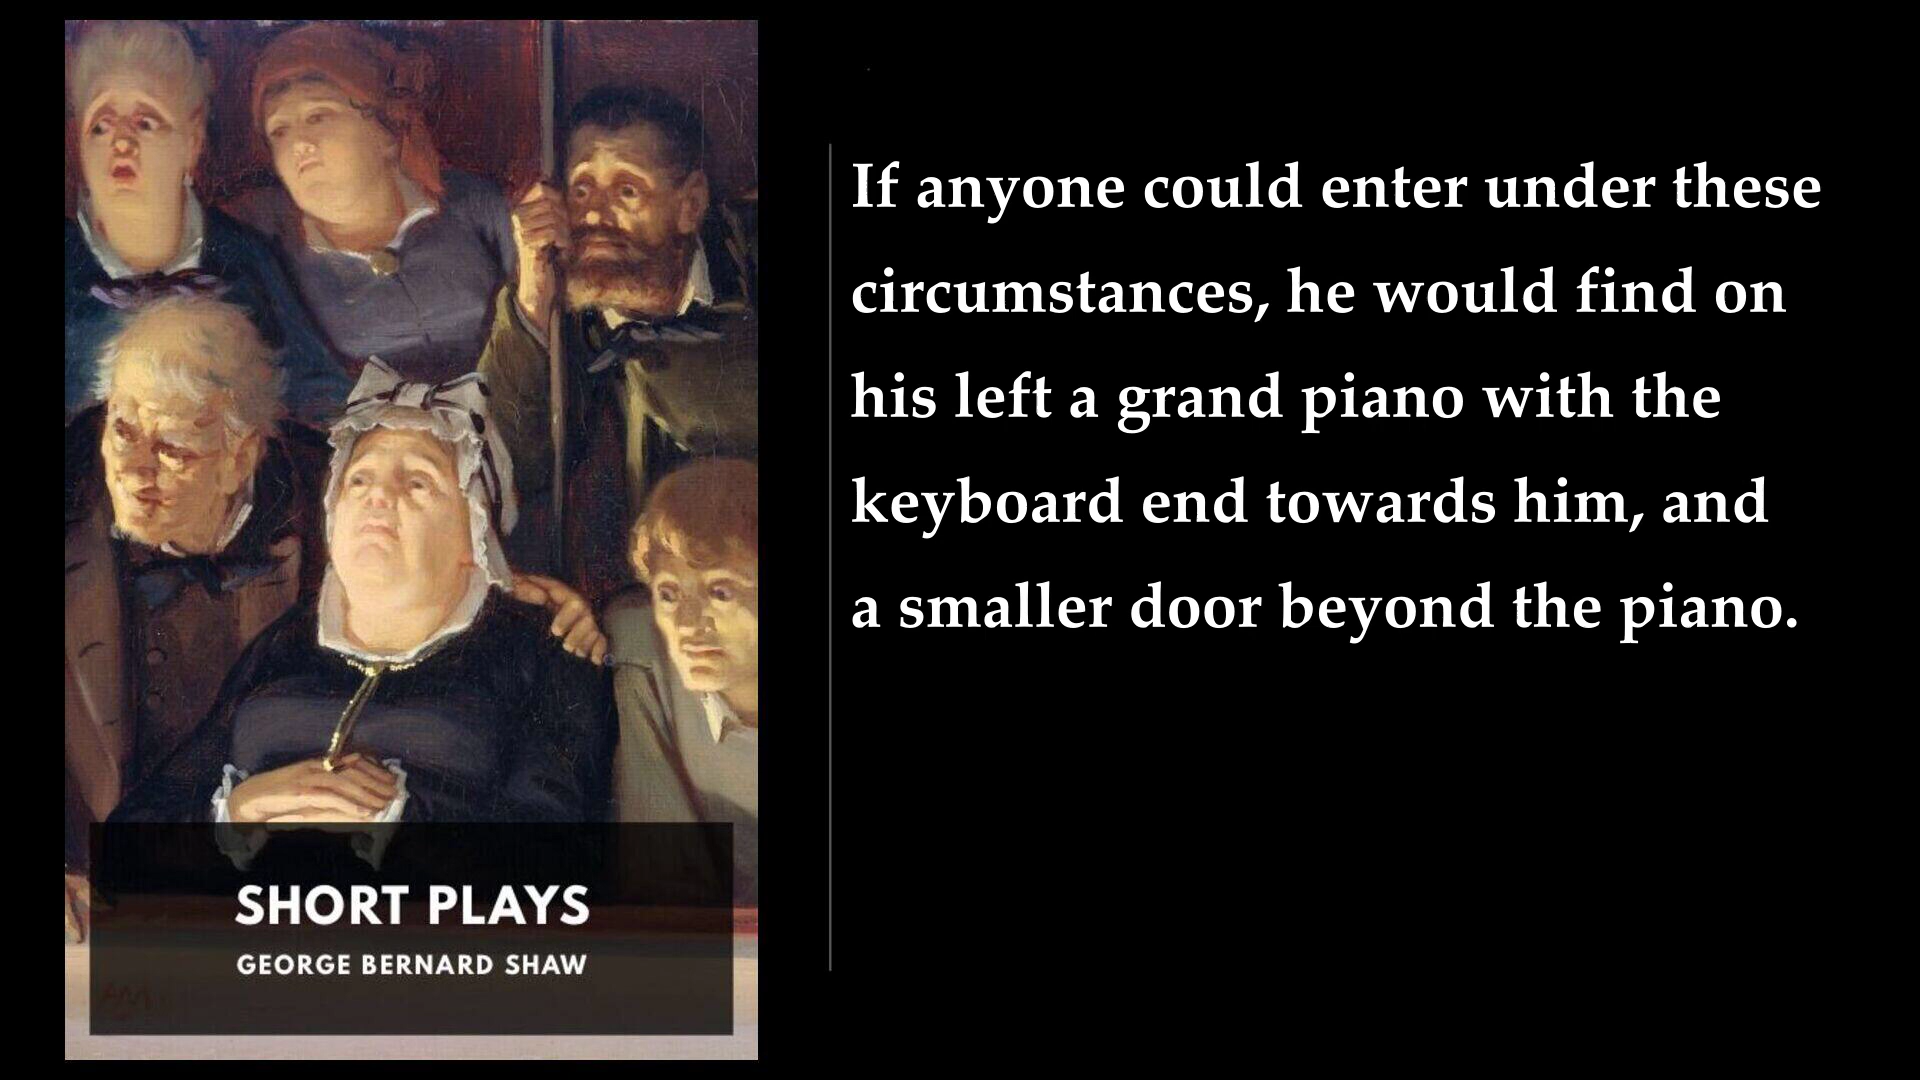 If anyone could enter under these
circumstances, he would find on
his left a grand piano with the
keyboard end towards him, and
a smaller door beyond the piano.
SHORT PLAYS
GEORGE BERNARD SHAW